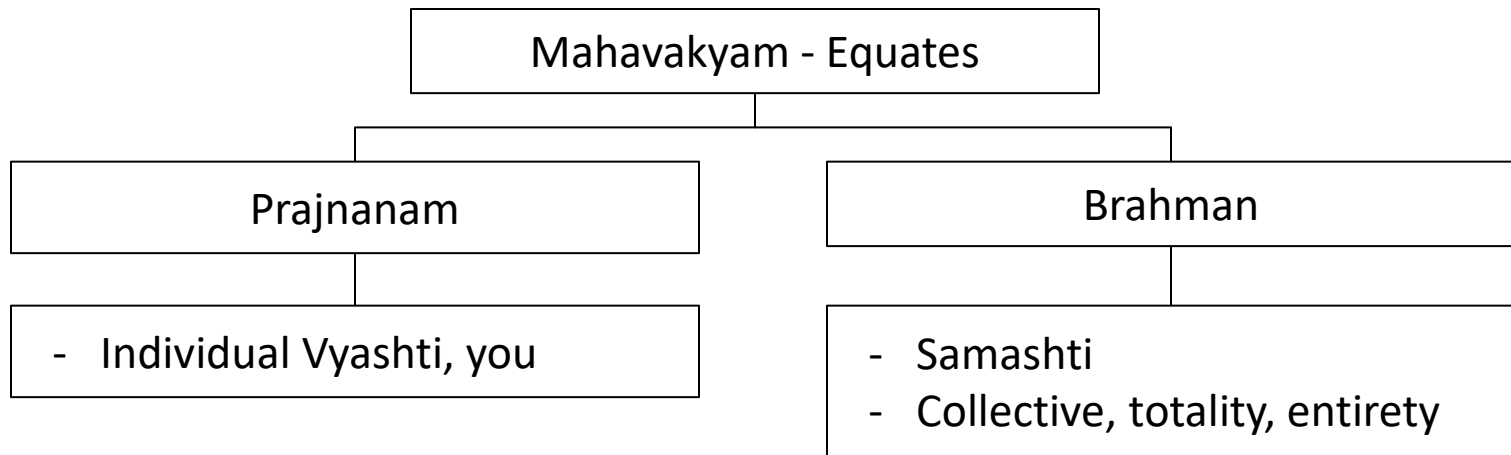 Mahavakyam - Equates
Prajnanam
Brahman
- Individual Vyashti, you
- Samashti
- Collective, totality, entirety